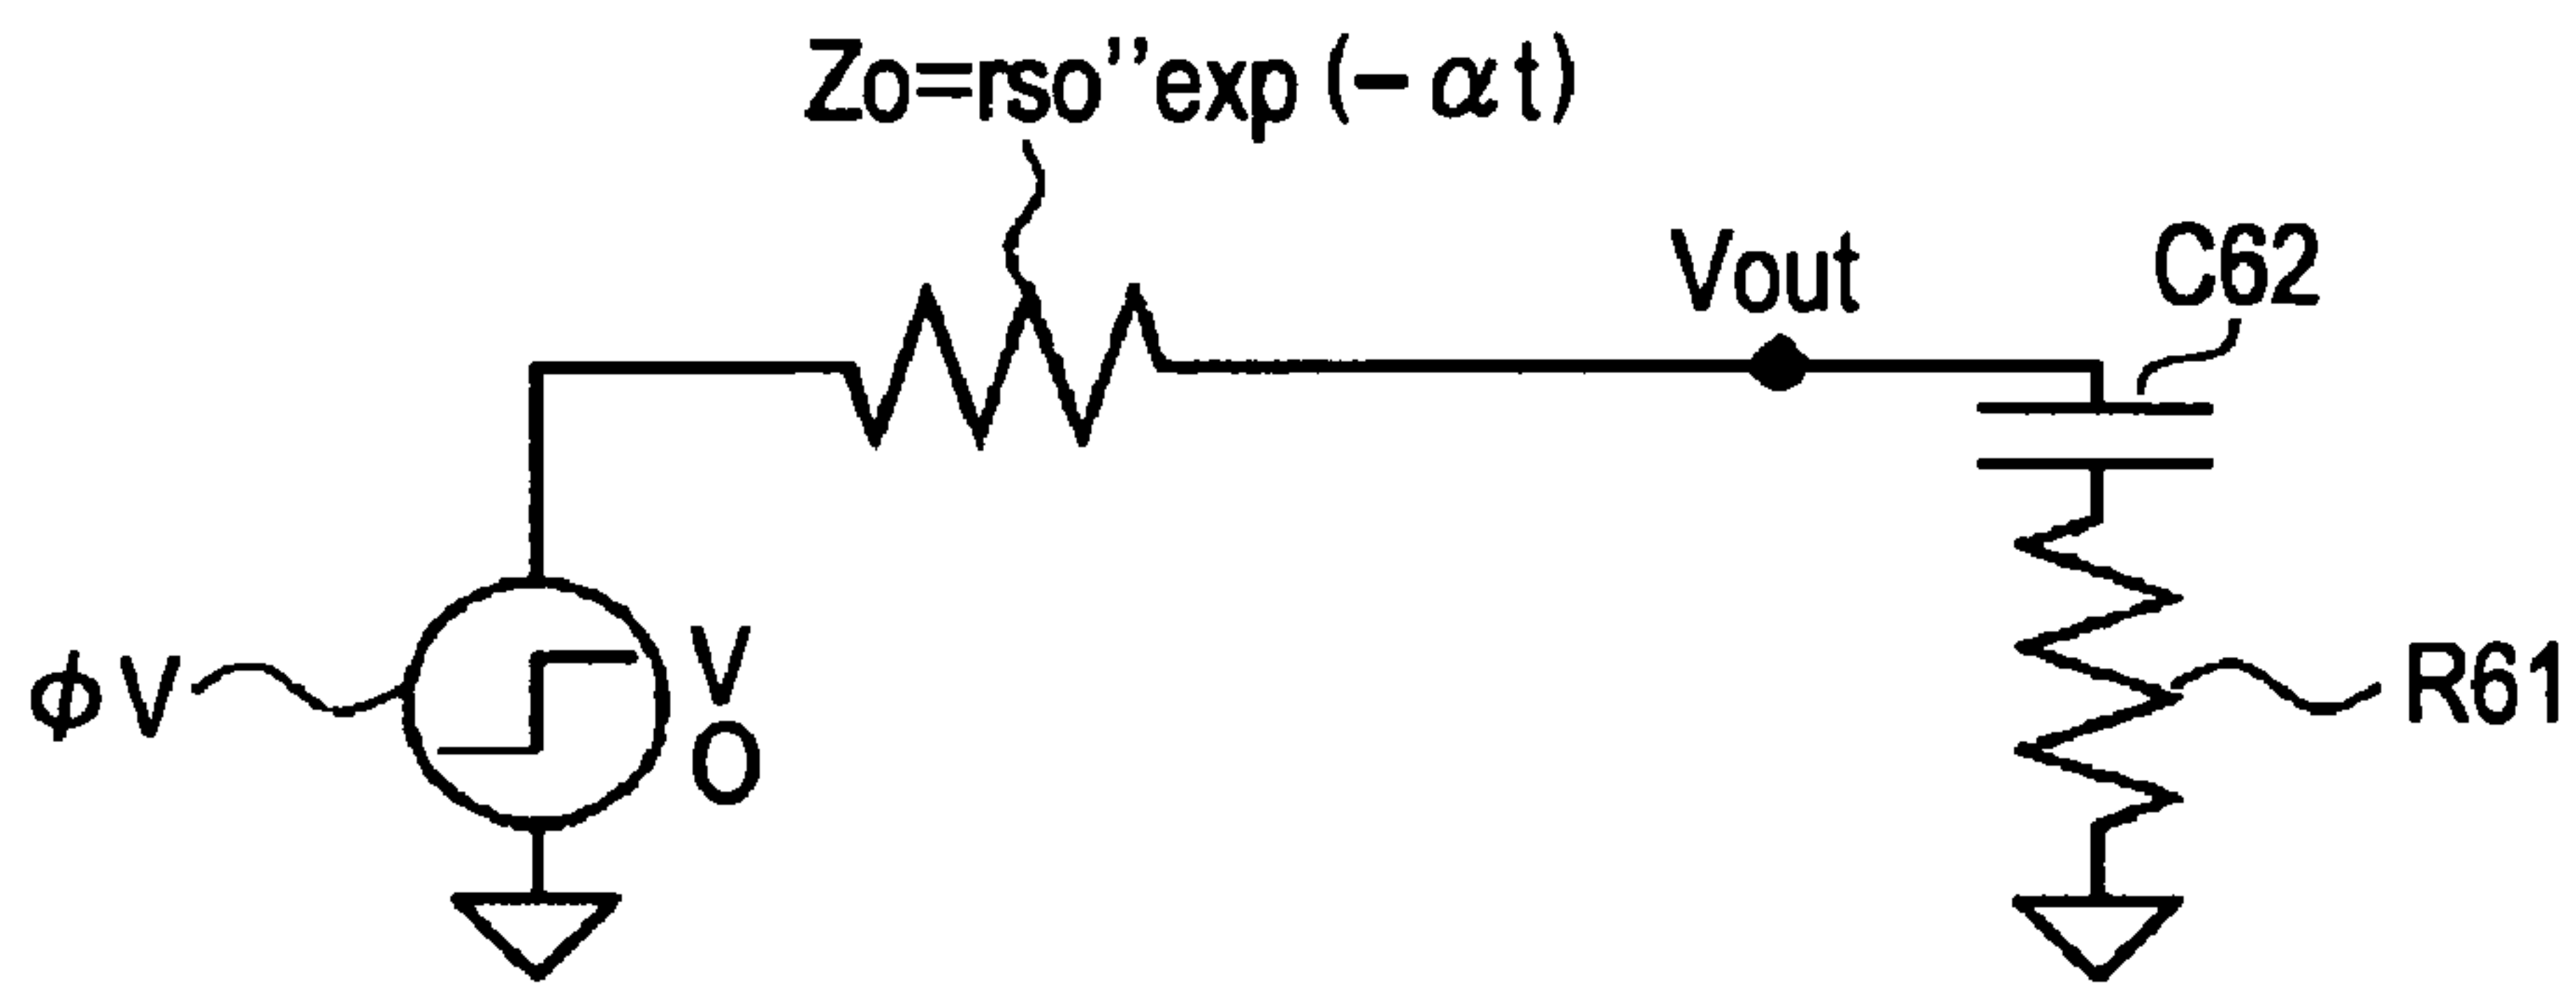 Zo=rso''exp(-αt)
Vout
C62
φV
V
O
R61